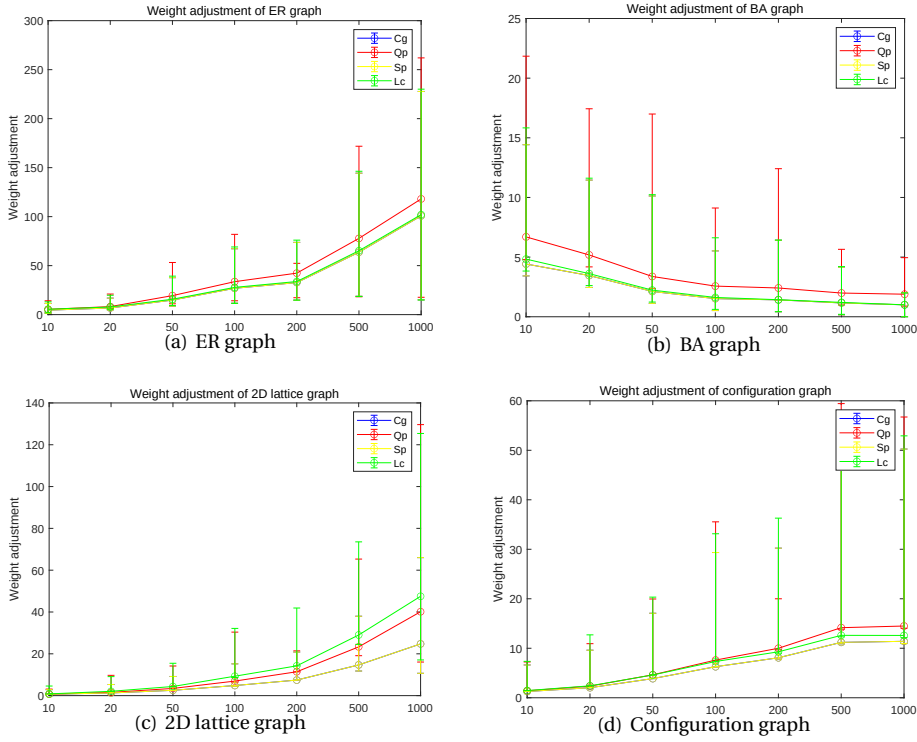 Weight adjustment of ER graph
300
250
200
150
100
50
0
Weight adjustment
Cg
Qp
Sp
Lc
10 20 50 100 200 500 1000
(a) ER graph
Weight adjustment of BA graph
25
20
15
10
5
0
Weight adjustment
Cg
Qp
Sp
Lc
10 20 50 100 200 500 1000
(b) BA graph
Weight adjustment of 2D lattice graph
140
120
100
80
60
40
20
0
Weight adjustment
Cg
Qp
Sp
Lc
10 20 50 100 200 500 1000
(c) 2D lattice graph
Weight adjustment of configuration graph
60
50
40
30
20
10
0
Weight adjustment
Cg
Qp
Sp
Lc
10 20 50 100 200 500 1000
(d) Configuration graph